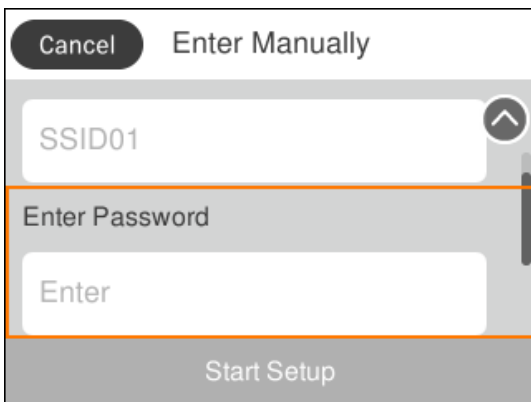 Cancel Enter Manually
SSID01
Enter Password
Enter
Start Setup